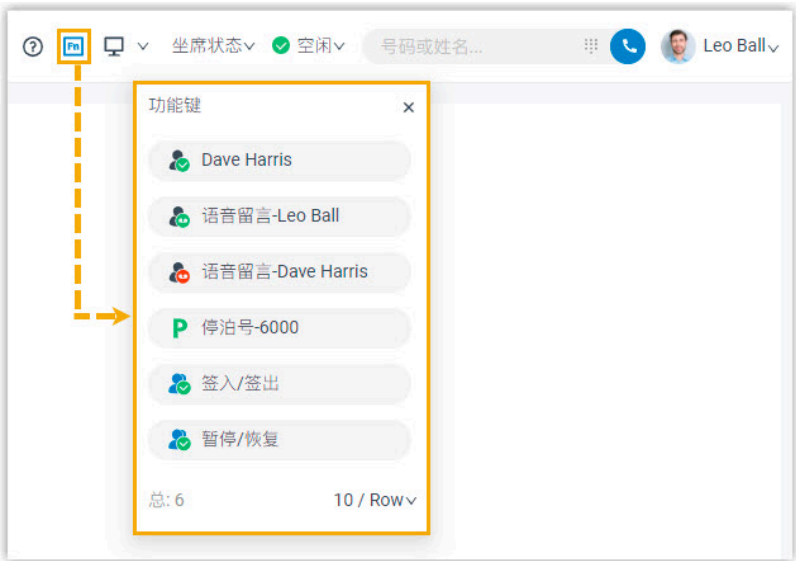 Fn 坐席状态 空闲 号码或姓名... Leo Ball
功能键
Dave Harris
语音留言-Leo Ball
语音留言-Dave Harris
P 停泊号-6000
签入/签出
暂停/恢复
总: 6 10 / Row